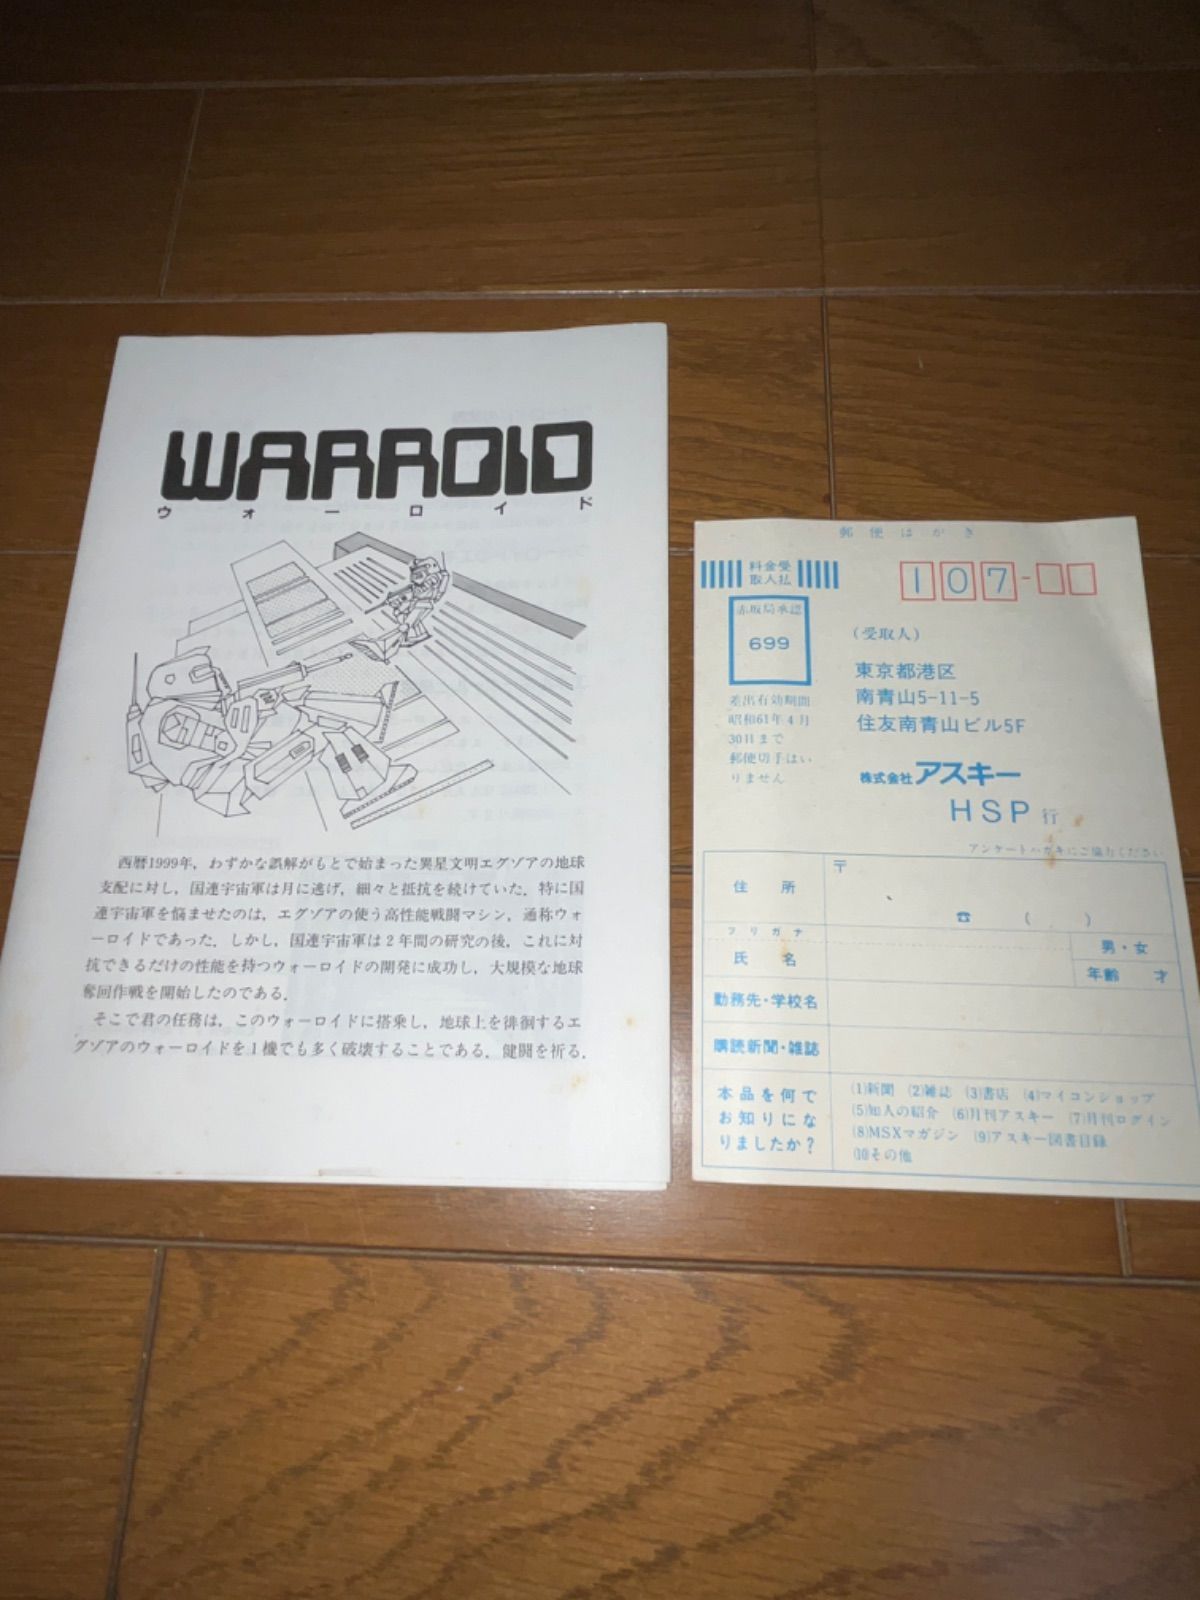 WARROID
ウォーロイド
西暦1999年，わずかな誤解がもとで始まった異星文明エグゾアの地球
支配に対し，国連宇宙軍は月に逃げ，細々と抵抗を続けていた．特に国
連宇宙軍を悩ませたのは，エグゾアの使う高性能戦闘マシン，通称ウォ
ーロイドであった．しかし，国連宇宙軍は2年間の研究の後，これに対
抗できるだけの性能を持つウォーロイドの開発に成功し，大規模な地球
奪回作戦を開始したのである．
そこで君の任務は，このウォーロイドに搭乗し，地球上を徘徊するエ
グゾアのウォーロイドを1機でも多く破壊することである．健闘を祈る．
郵便はがき
料金受
取人払
107-
赤坂局承認
699
差出有効期間
昭和61年4月
30日まで
郵便切手はい
りません
(受取人)
東京都港区
南青山5-11-5
住友南青山ビル5F
株式会社アスキー
HSP行
アンケートハガキにご協力ください
住所
〒
☎ ( )
フリガナ
氏名
男・女
年齢 才
勤務先・学校名
購読新聞・雑誌
本品を何で
お知りにな
りましたか？
(1)新聞 (2)雑誌 (3)書店 (4)マイコンショップ
(5)知人の紹介 (6)月刊アスキー (7)月刊ログイン
(8)MSXマガジン (9)アスキー図書目録
(10)その他